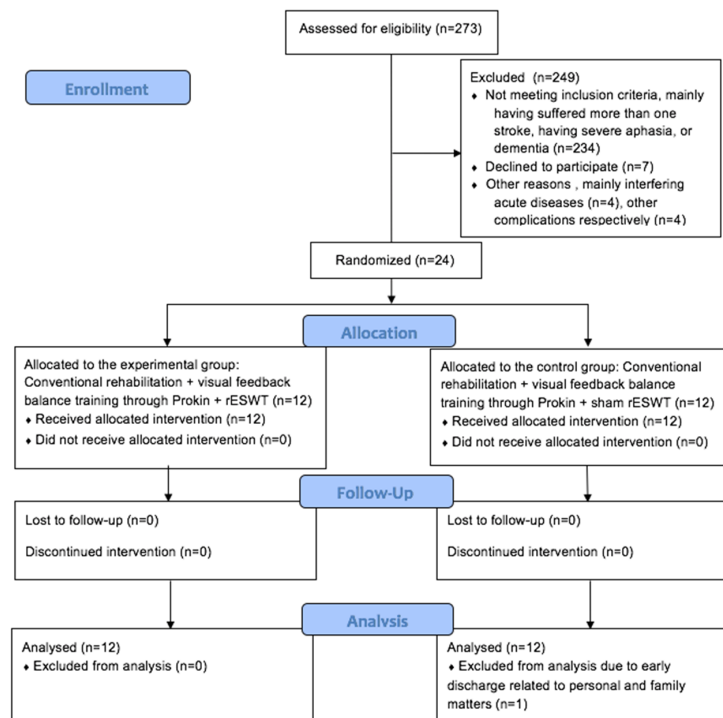 Assessed for eligibility (n=273)
Enrollment
Excluded (n=249)
♦ Not meeting inclusion criteria, mainly
having suffered more than one
stroke, having severe aphasia, or
dementia (n=234)
♦ Declined to participate (n=7)
♦ Other reasons , mainly interfering
acute diseases (n=4), other
complications respectively (n=4)
Randomized (n=24)
Allocation
Allocated to the experimental group:
Conventional rehabilitation + visual feedback
balance training through Prokin + rESWT (n=12)
♦ Received allocated intervention (n=12)
♦ Did not receive allocated intervention (n=0)
Allocated to the control group: Conventional
rehabilitation + visual feedback balance
training through Prokin + sham rESWT (n=12)
♦ Received allocated intervention (n=12)
♦ Did not receive allocated intervention (n=0)
Follow-Up
Lost to follow-up (n=0)
Discontinued intervention (n=0)
Lost to follow-up (n=0)
Discontinued intervention (n=0)
Analysis
Analysed (n=12)
♦ Excluded from analysis (n=0)
Analysed (n=12)
♦ Excluded from analysis due to early
discharge related to personal and family
matters (n=1)